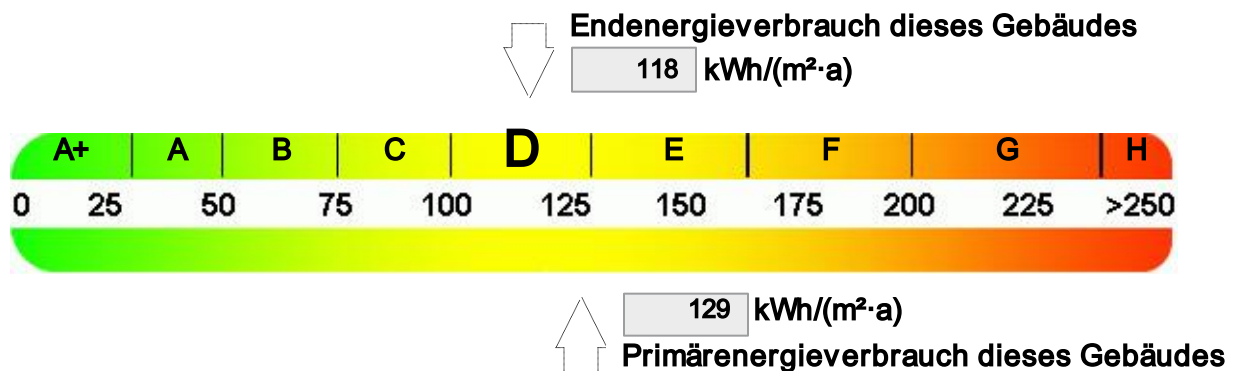 Endenergieverbrauch dieses Gebäudes
118 kWh/(m²·a)
A+ A B C D E F G H
0 25 50 75 100 125 150 175 200 225 >250
129 kWh/(m²·a)
Primärenergieverbrauch dieses Gebäudes